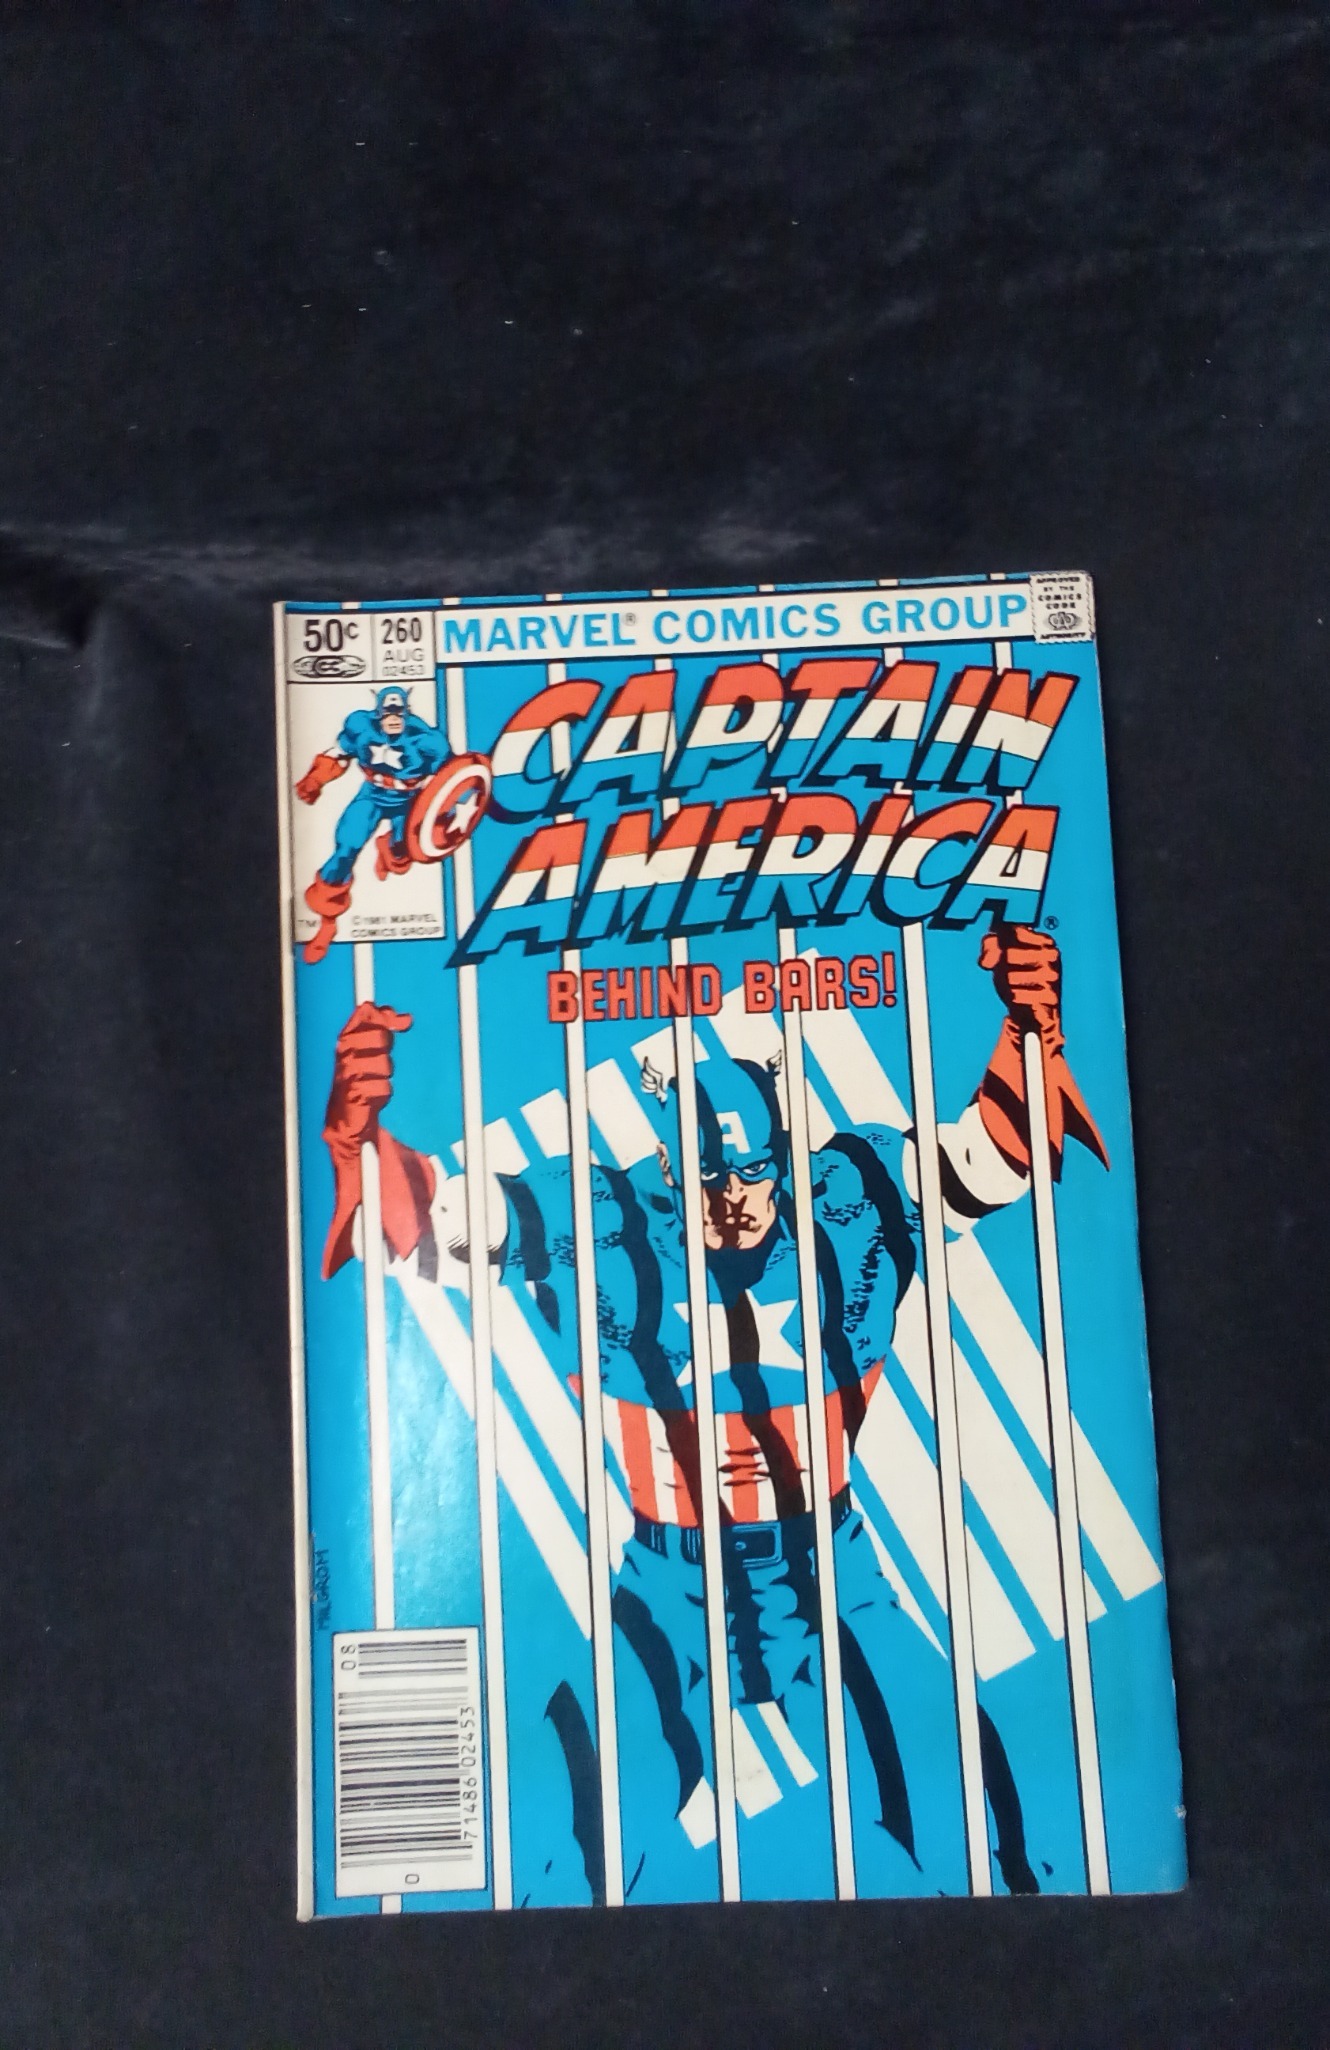 50¢
CC
260
AUG
02453
MARVEL® COMICS GROUP
APPROVED
BY THE
COMICS
CODE
AUTHORITY
CAPTAIN
AMERICA®
TM
© 1981 MARVEL
COMICS GROUP
BEHIND BARS!
A
MILGROM
08
71486 02453
0